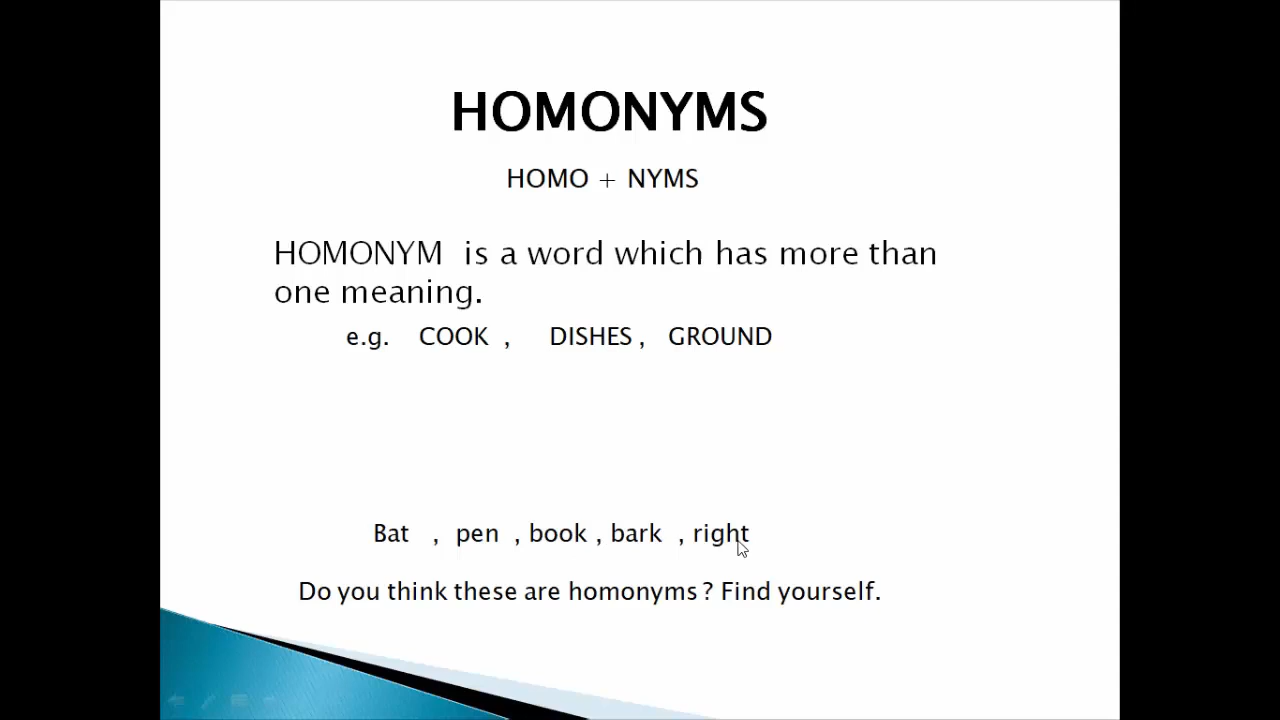 HOMONYMS
HOMO + NYMS
HOMONYM is a word which has more than
one meaning.
e.g. COOK , DISHES , GROUND
Bat , pen , book , bark , right
Do you think these are homonyms ? Find yourself.